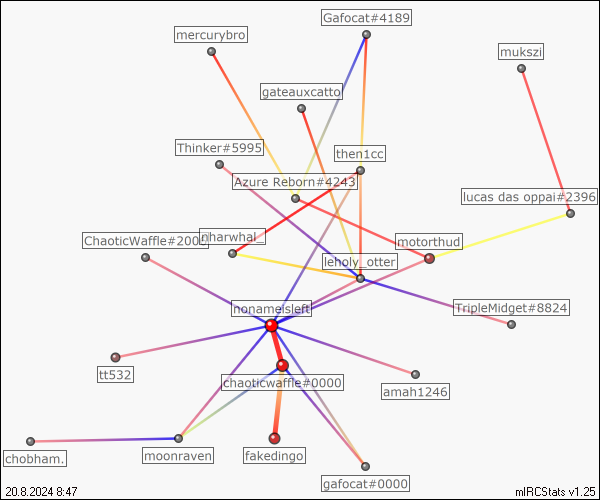 Gafocat#4189
mercurybro
mukszi
gateauxcatto
Thinker#5995
then1cc
Azure Reborn#4243
lucas das oppai#2396
nharwhal_
ChaoticWaffle#200
motorthud
leholy_otter
nonameisleft
TripleMidget#8824
tt532
chaoticwaffle#0000
amah1246
chobham.
moonraven
fakedingo
gafocat#0000
20.8.2024 8:47
mIRCStats v1.25